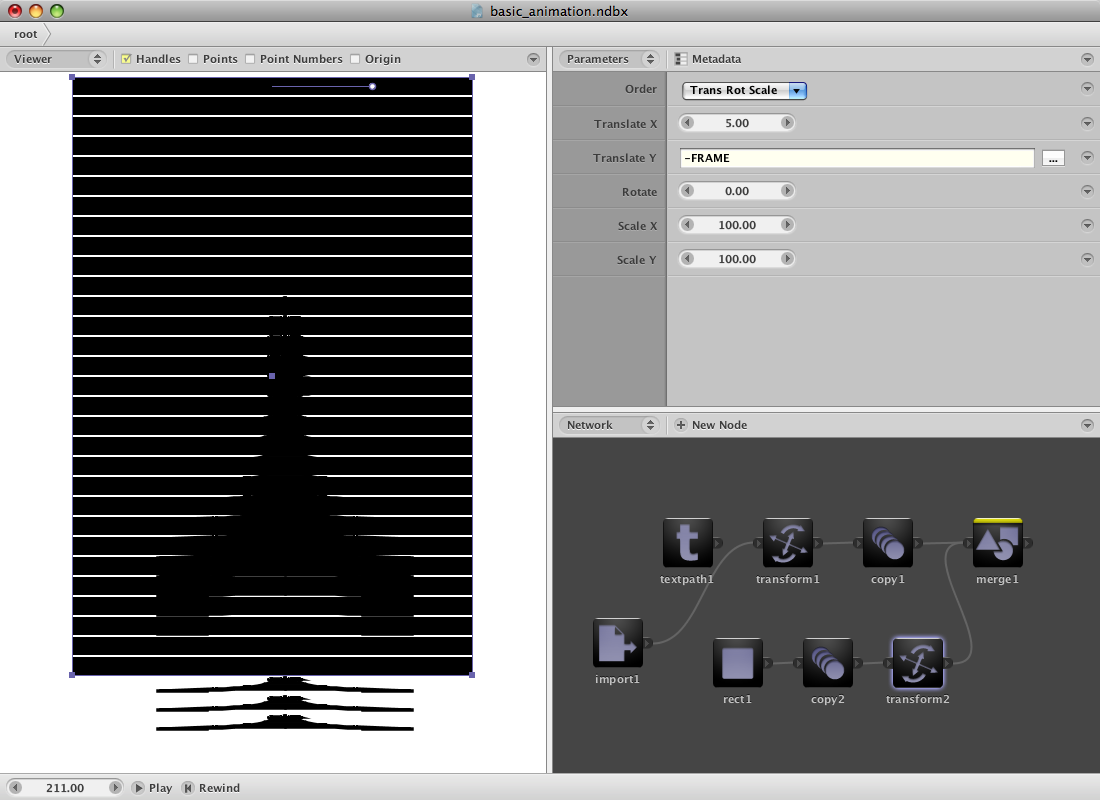 basic_animation.ndbx
root
Viewer Handles Points Point Numbers Origin
Parameters Metadata
Order Trans Rot Scale
Translate X 5.00
Translate Y -FRAME ...
Rotate 0.00
Scale X 100.00
Scale Y 100.00
Network New Node
t
textpath1 transform1 copy1 merge1
import1
rect1 copy2 transform2
211.00 Play Rewind